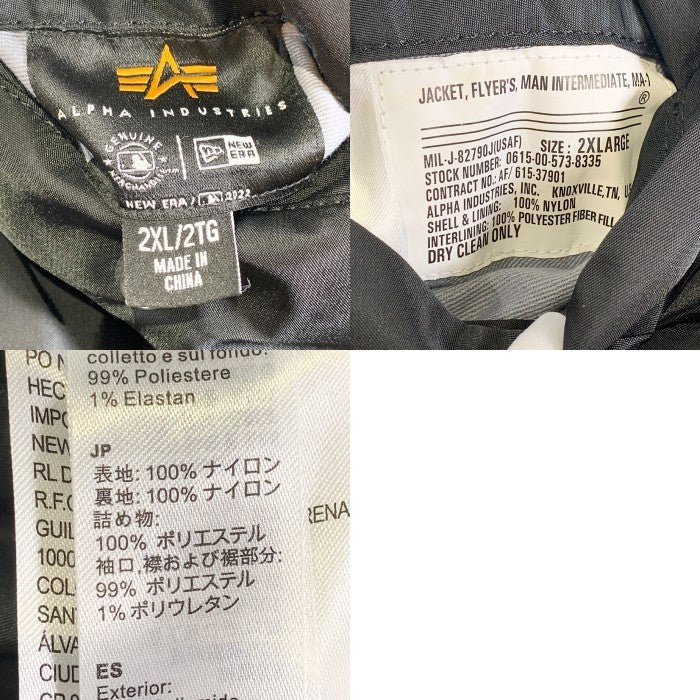 ALPHA INDUSTRIES
GENUINE
MERCHANDISE
NEW ERA
NEW ERA / 2022
2XL/2TG
MADE IN
CHINA
JACKET, FLYER'S, MAN INTERMEDIATE, MA-1
®
MIL-J-82790J(USAF) SIZE : 2XLARGE
STOCK NUMBER: 0615-00-573-8335
CONTRACT NO.: AF/ 615-37901
ALPHA INDUSTRIES, INC. KNOXVILLE, TN, US
SHELL & LINING: 100% NYLON
INTERLINING: 100% POLYESTER FIBER FILL
DRY CLEAN ONLY
colletto e sul fondo:
99% Poliestere
1% Elastan
JP
表地: 100% ナイロン
裏地: 100% ナイロン
詰め物:
100% ポリエステル
袖口,襟および裾部分:
99% ポリエステル
1% ポリウレタン
ES
Exterior:
PO N
HEC
IMPO
NEW
RL D
R.F.C
GUIL
1000
COL
SAN
ÁLVA
CIUD
RENA